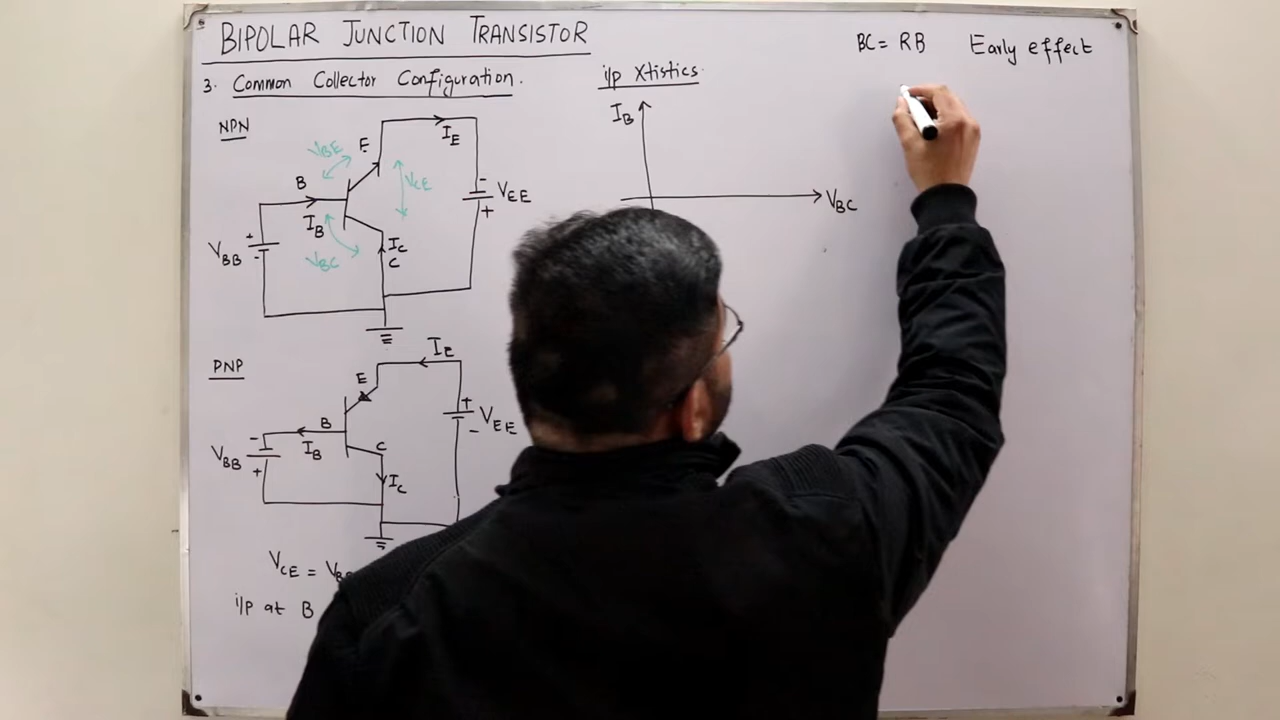 BIPOLAR JUNCTION TRANSISTOR
3. Common Collector Configuration.
NPN
VBE
E
IE
B
VCE
- VEE +
IB
IC
C
VBC
+ VBB -
PNP
IE
E
B
+ VEE -
IB
C
- VBB +
IC
VCE =
i/p at B
i/p Xtistics
IB
VBC
BC = RB Early effect